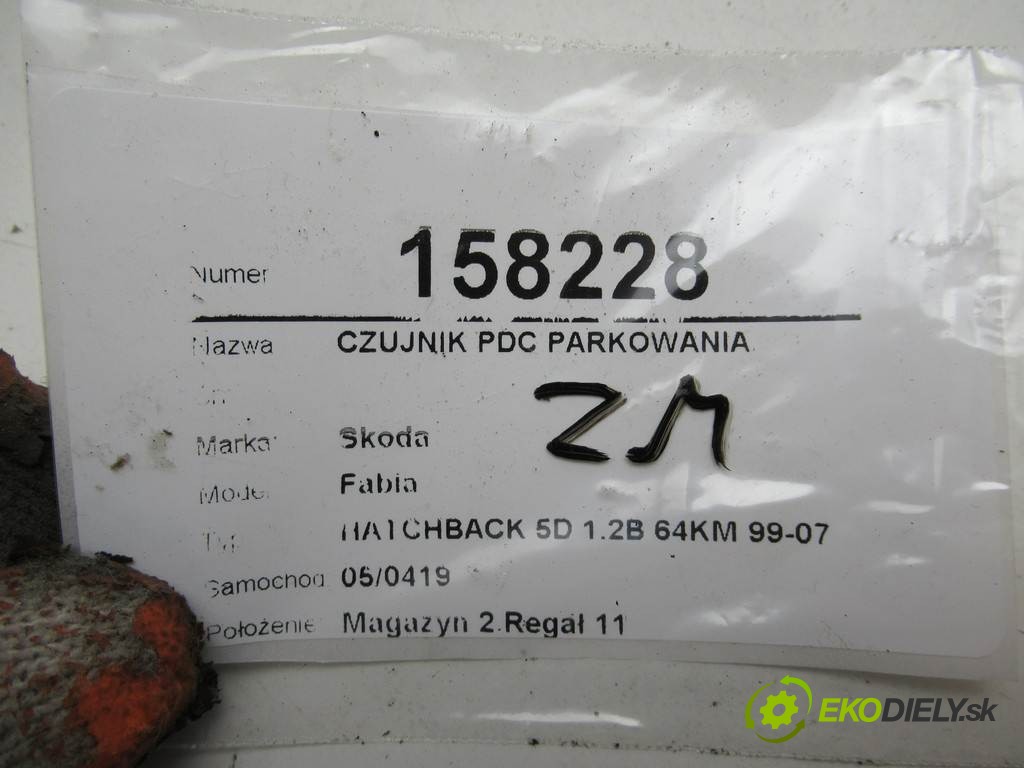 Numer 158228
Nazwa CZUJNIK PDC PARKOWANIA
ZM
Marka: Skoda
Model Fabia
Typ HATCHBACK 5D 1.2B 64KM 99-07
Samochod 05/0419
Położenie Magazyn 2.Regał 11
EKODIELY.sk